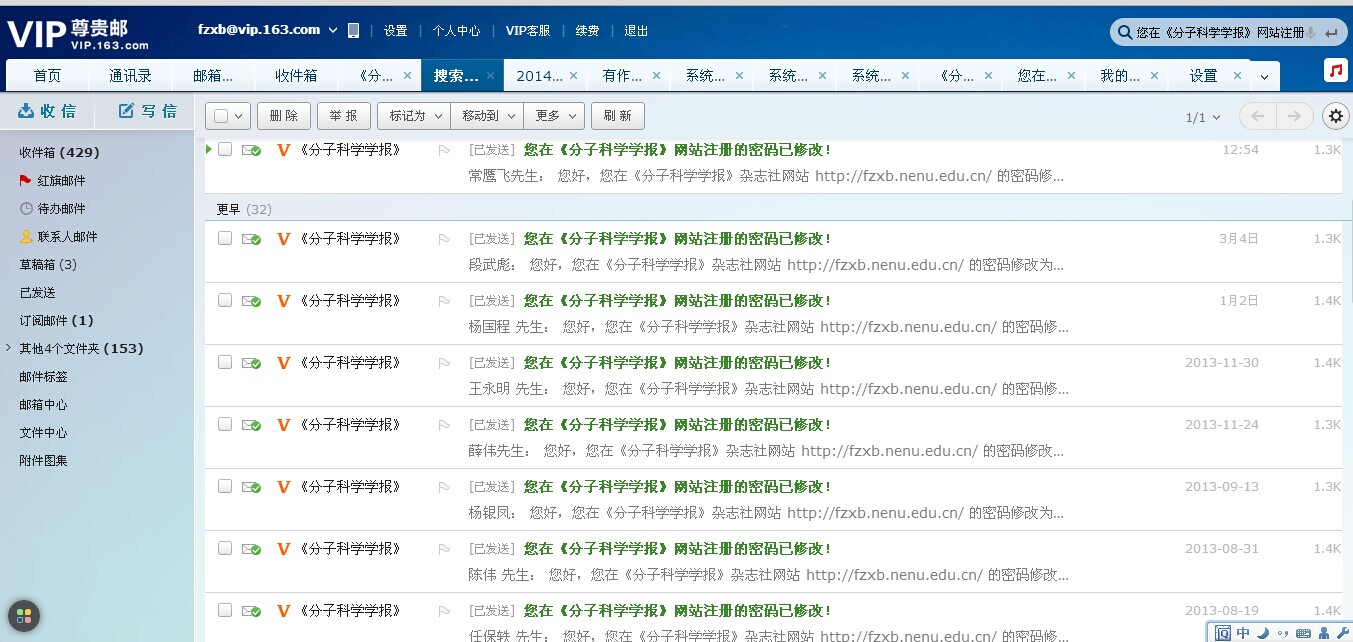 VIP 尊贵邮 VIP.163.com
fzxb@vip.163.com 设置 个人中心 VIP客服 续费 退出
您在《分子科学学报》网站注册
首页 通讯录 邮箱... 收件箱 《分... × 搜索... × 2014... × 有作... × 系统... × 系统... × 系统... × 《分... × 您在... × 我的... × 设置 ×
收信 写信
删除 举报 标记为 移动到 更多 刷新 1/1
收件箱 (429)
红旗邮件
待办邮件
联系人邮件
草稿箱 (3)
已发送
订阅邮件 (1)
其他4个文件夹 (153)
邮件标签
邮箱中心
文件中心
附件图集
V 《分子科学学报》 [已发送] 您在《分子科学学报》网站注册的密码已修改! 12:54 1.3K
常鹰飞先生: 您好,您在《分子科学学报》杂志社网站 http://fzxb.nenu.edu.cn/ 的密码修...
更早 (32)
V 《分子科学学报》 [已发送] 您在《分子科学学报》网站注册的密码已修改! 3月4日 1.3K
段武彪: 您好,您在《分子科学学报》杂志社网站 http://fzxb.nenu.edu.cn/ 的密码修改为...
V 《分子科学学报》 [已发送] 您在《分子科学学报》网站注册的密码已修改! 1月2日 1.4K
杨国程 先生: 您好,您在《分子科学学报》杂志社网站 http://fzxb.nenu.edu.cn/ 的密码修...
V 《分子科学学报》 [已发送] 您在《分子科学学报》网站注册的密码已修改! 2013-11-30 1.4K
王永明 先生: 您好,您在《分子科学学报》杂志社网站 http://fzxb.nenu.edu.cn/ 的密码修...
V 《分子科学学报》 [已发送] 您在《分子科学学报》网站注册的密码已修改! 2013-11-24 1.3K
薛伟先生: 您好,您在《分子科学学报》杂志社网站 http://fzxb.nenu.edu.cn/ 的密码修改...
V 《分子科学学报》 [已发送] 您在《分子科学学报》网站注册的密码已修改! 2013-09-13 1.3K
杨银凤: 您好,您在《分子科学学报》杂志社网站 http://fzxb.nenu.edu.cn/ 的密码修改为...
V 《分子科学学报》 [已发送] 您在《分子科学学报》网站注册的密码已修改! 2013-08-31 1.4K
陈伟 先生: 您好,您在《分子科学学报》杂志社网站 http://fzxb.nenu.edu.cn/ 的密码修改...
V 《分子科学学报》 [已发送] 您在《分子科学学报》网站注册的密码已修改! 2013-08-19 1.4K
任保轶 先生: 您好,您在《分子科学学报》杂志社网站 http://fzxb.nenu.edu.cn/ 的密码修...
中